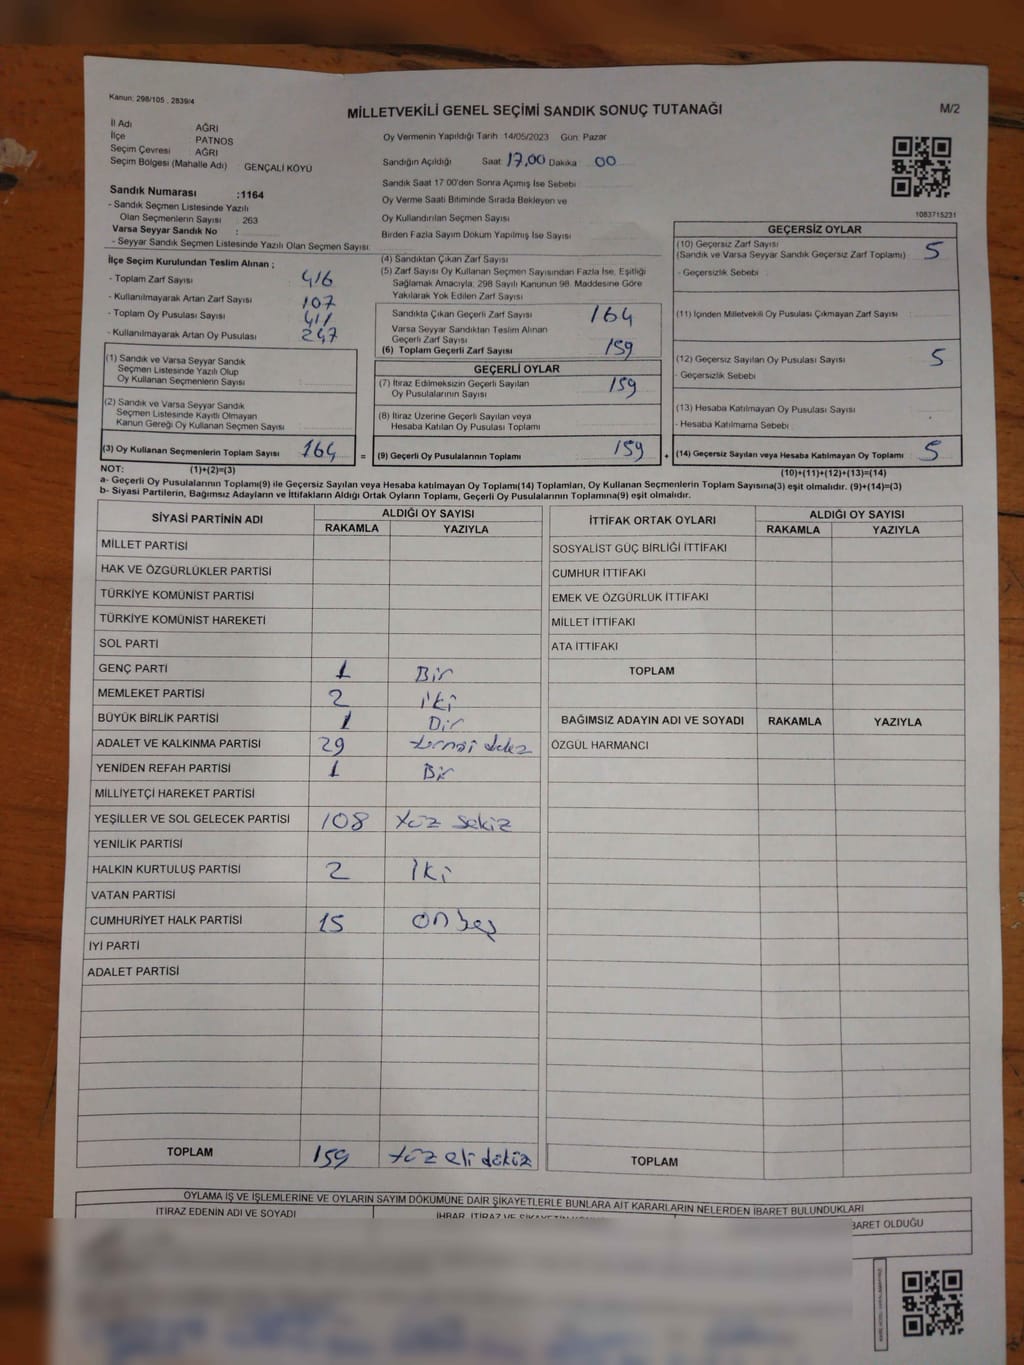 Kanun: 298/105 , 2839/4
MİLLETVEKİLİ GENEL SEÇİMİ SANDIK SONUÇ TUTANAĞI
M/2
İl Adı AĞRI
İlçe PATNOS
Seçim Çevresi AĞRI
Seçim Bölgesi (Mahalle Adı) GENÇALİ KÖYÜ
Sandık Numarası :1164
- Sandık Seçmen Listesinde Yazılı
Olan Seçmenlerin Sayısı 263
Varsa Seyyar Sandık No :
- Seyyar Sandık Seçmen Listesinde Yazılı Olan Seçmen Sayısı:
Oy Vermenin Yapıldığı Tarih 14/05/2023 Gün: Pazar
Sandığın Açıldığı Saat: 17,00 Dakika 00
Sandık Saat 17:00'den Sonra Açılmış İse Sebebi
Oy Verme Saati Bitiminde Sırada Bekleyen ve
Oy Kullandırılan Seçmen Sayısı
Birden Fazla Sayım Döküm Yapılmış İse Sayısı
1083715231
İlçe Seçim Kurulundan Teslim Alınan ;
- Toplam Zarf Sayısı 416
- Kullanılmayarak Artan Zarf Sayısı 107
- Toplam Oy Pusulası Sayısı 411
- Kullanılmayarak Artan Oy Pusulası 247
(1) Sandık ve Varsa Seyyar Sandık
Seçmen Listesinde Yazılı Olup
Oy Kullanan Seçmenlerin Sayısı
(2) Sandık ve Varsa Seyyar Sandık
Seçmen Listesinde Kayıtlı Olmayan
Kanun Gereği Oy Kullanan Seçmen Sayısı
(3) Oy Kullanan Seçmenlerin Toplam Sayısı 164
(1)+(2)=(3)
(4) Sandıktan Çıkan Zarf Sayısı
(5) Zarf Sayısı Oy Kullanan Seçmen Sayısından Fazla İse, Eşitliği
Sağlamak Amacıyla; 298 Sayılı Kanunun 98. Maddesine Göre
Yakılarak Yok Edilen Zarf Sayısı
Sandıkta Çıkan Geçerli Zarf Sayısı 164
Varsa Seyyar Sandıktan Teslim Alınan
Geçerli Zarf Sayısı
(6) Toplam Geçerli Zarf Sayısı 159
GEÇERLİ OYLAR
(7) İtiraz Edilmeksizin Geçerli Sayılan
Oy Pusulalarının Sayısı 159
(8) İtiraz Üzerine Geçerli Sayılan veya
Hesaba Katılan Oy Pusulası Toplamı
= (9) Geçerli Oy Pusulalarının Toplamı 159 +
GEÇERSİZ OYLAR
(10) Geçersiz Zarf Sayısı 5
(Sandık ve Varsa Seyyar Sandık Geçersiz Zarf Toplamı)
- Geçersizlik Sebebi :
(11) İçinden Milletvekili Oy Pusulası Çıkmayan Zarf Sayısı
(12) Geçersiz Sayılan Oy Pusulası Sayısı 5
- Geçersizlik Sebebi
(13) Hesaba Katılmayan Oy Pusulası Sayısı
- Hesaba Katılmama Sebebi
(14) Geçersiz Sayılan veya Hesaba Katılmayan Oy Toplamı 5
(10)+(11)+(12)+(13)=(14)
NOT:
a- Geçerli Oy Pusulalarının Toplamı(9) ile Geçersiz Sayılan veya Hesaba katılmayan Oy Toplamı(14) Toplamları, Oy Kullanan Seçmenlerin Toplam Sayısına(3) eşit olmalıdır. (9)+(14)=(3)
b- Siyasi Partilerin, Bağımsız Adayların ve İttifakların Aldığı Ortak Oyların Toplamı, Geçerli Oy Pusulalarının Toplamına(9) eşit olmalıdır.
SİYASİ PARTİNİN ADI ALDIĞI OY SAYISI
RAKAMLA YAZIYLA
MİLLET PARTİSİ
HAK VE ÖZGÜRLÜKLER PARTİSİ
TÜRKİYE KOMÜNİST PARTİSİ
TÜRKİYE KOMÜNİST HAREKETİ
SOL PARTİ
GENÇ PARTİ 1 Bir
MEMLEKET PARTİSİ 2 iki
BÜYÜK BİRLİK PARTİSİ 1 Bir
ADALET VE KALKINMA PARTİSİ 29
YENİDEN REFAH PARTİSİ 1 Bir
MİLLİYETÇİ HAREKET PARTİSİ
YEŞİLLER VE SOL GELECEK PARTİSİ 108 Yüz sekiz
YENİLİK PARTİSİ
HALKIN KURTULUŞ PARTİSİ 2 iki
VATAN PARTİSİ
CUMHURİYET HALK PARTİSİ 15 on beş
İYİ PARTİ
ADALET PARTİSİ
TOPLAM 159 Yüz eli dokuz
İTTİFAK ORTAK OYLARI ALDIĞI OY SAYISI
RAKAMLA YAZIYLA
SOSYALİST GÜÇ BİRLİĞİ İTTİFAKI
CUMHUR İTTİFAKI
EMEK VE ÖZGÜRLÜK İTTİFAKI
MİLLET İTTİFAKI
ATA İTTİFAKI
TOPLAM
BAĞIMSIZ ADAYIN ADI VE SOYADI RAKAMLA YAZIYLA
ÖZGÜL HARMANCI
TOPLAM
OYLAMA İŞ VE İŞLEMLERİNE VE OYLARIN SAYIM DÖKÜMÜNE DAİR ŞİKAYETLERLE BUNLARA AİT KARARLARIN NELERDEN İBARET BULUNDUKLARI
İTİRAZ EDENİN ADI VE SOYADI
İHBAR, İTİRAZ VE
BARET OLDUĞU